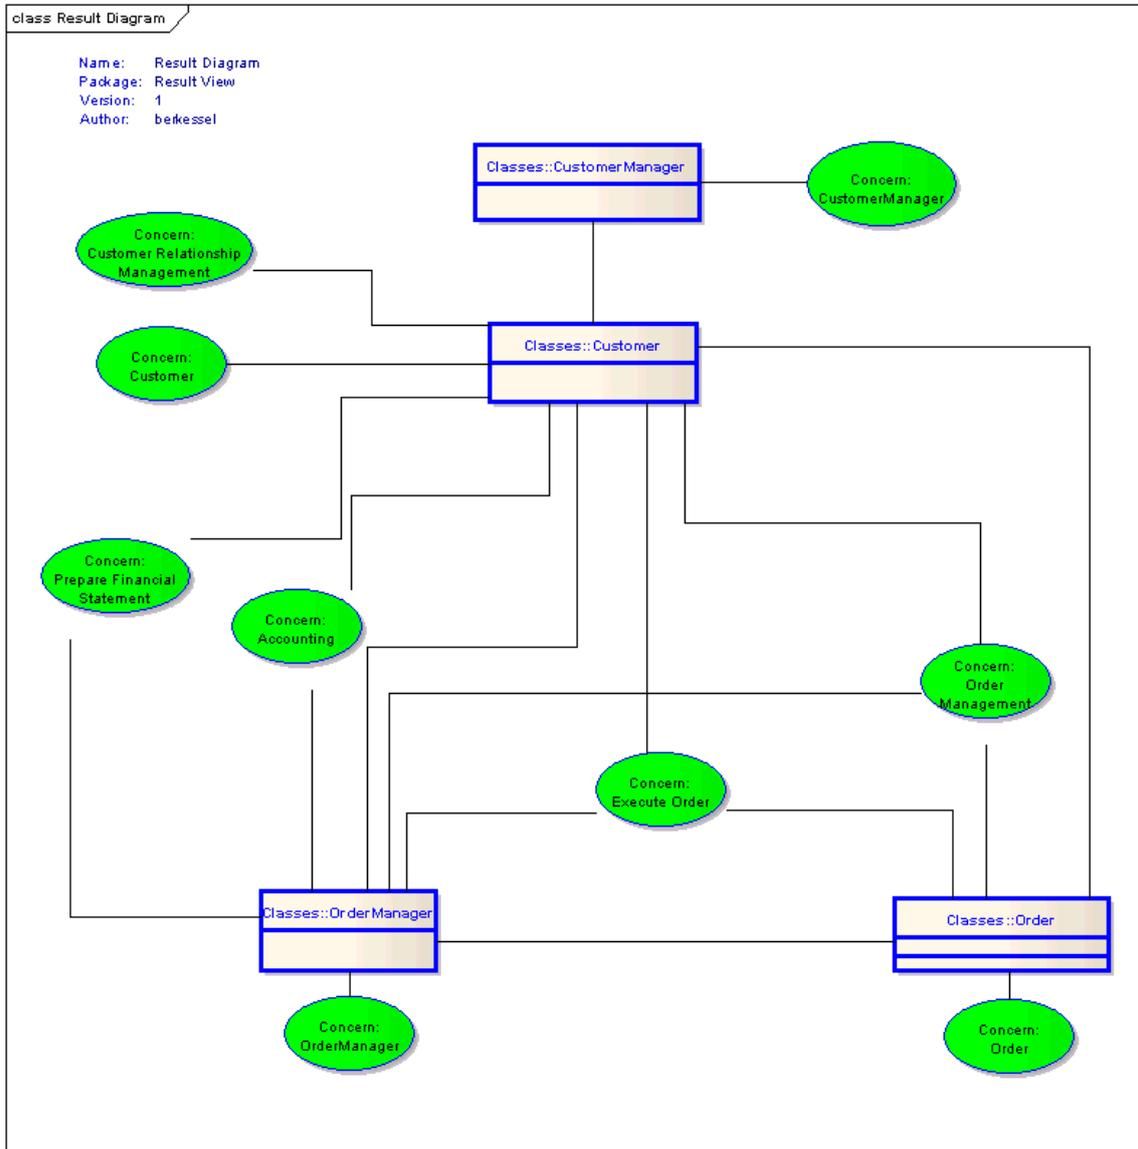 class Result Diagram
Name: Result Diagram
Package: Result View
Version: 1
Author: berkessel
Classes::CustomerManager
Concern:
CustomerManager
Concern:
Customer Relationship
Management
Classes::Customer
Concern:
Customer
Concern:
Prepare Financial
Statement
Concern:
Accounting
Concern:
Order
Management
Concern:
Execute Order
Classes::OrderManager
Classes::Order
Concern:
OrderManager
Concern:
Order